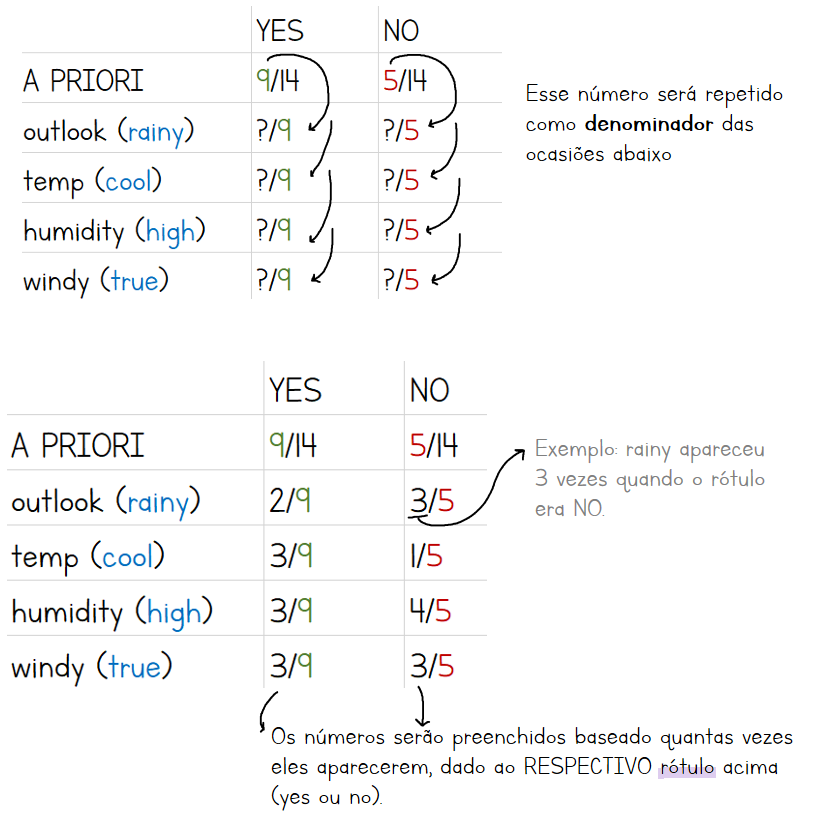 YES NO
A PRIORI 9/14 5/14
outlook (rainy) ?/9 ?/5
temp (cool) ?/9 ?/5
humidity (high) ?/9 ?/5
windy (true) ?/9 ?/5
Esse número será repetido
como denominador das
ocasiões abaixo
YES NO
A PRIORI 9/14 5/14
outlook (rainy) 2/9 3/5
temp (cool) 3/9 1/5
humidity (high) 3/9 4/5
windy (true) 3/9 3/5
Exemplo: rainy apareceu
3 vezes quando o rótulo
era NO.
Os números serão preenchidos baseado quantas vezes
eles aparecerem, dado ao RESPECTIVO rótulo acima
(yes ou no).